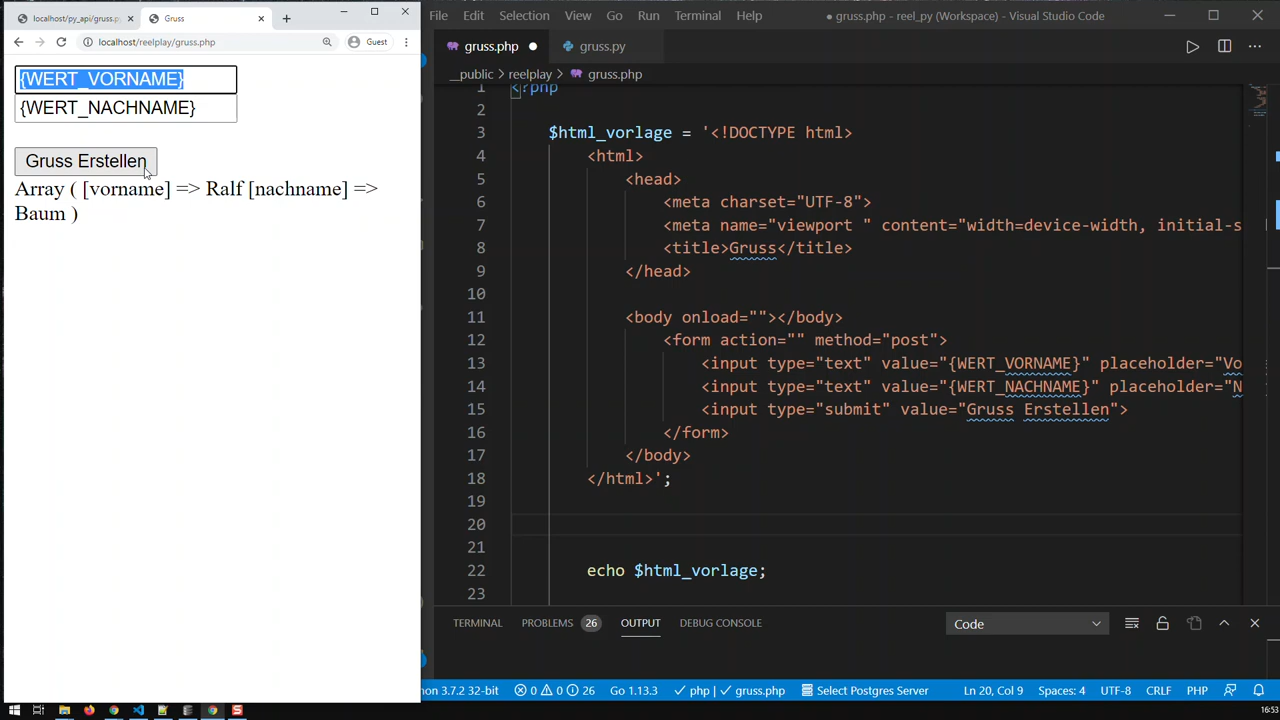 localhost/py_api/gruss.py
Gruss
localhost/reelplay/gruss.php
Guest
{WERT_VORNAME}
{WERT_NACHNAME}
Gruss Erstellen
Array ( [vorname] => Ralf [nachname] =>
Baum )
File Edit Selection View Go Run Terminal Help
gruss.php - reel_py (Workspace) - Visual Studio Code
gruss.php
gruss.py
__public > reelplay > gruss.php
1 <?php
2
3 $html_vorlage = '<!DOCTYPE html>
4 <html>
5 <head>
6 <meta charset="UTF-8">
7 <meta name="viewport " content="width=device-width, initial-s
8 <title>Gruss</title>
9 </head>
10
11 <body onload=""></body>
12 <form action="" method="post">
13 <input type="text" value="{WERT_VORNAME}" placeholder="Vo
14 <input type="text" value="{WERT_NACHNAME}" placeholder="N
15 <input type="submit" value="Gruss Erstellen">
16 </form>
17 </body>
18 </html>';
19
20
21
22 echo $html_vorlage;
23
TERMINAL PROBLEMS 26 OUTPUT DEBUG CONSOLE
Code
hon 3.7.2 32-bit 0 0 26 Go 1.13.3 php | gruss.php Select Postgres Server Ln 20, Col 9 Spaces: 4 UTF-8 CRLF PHP
16:53